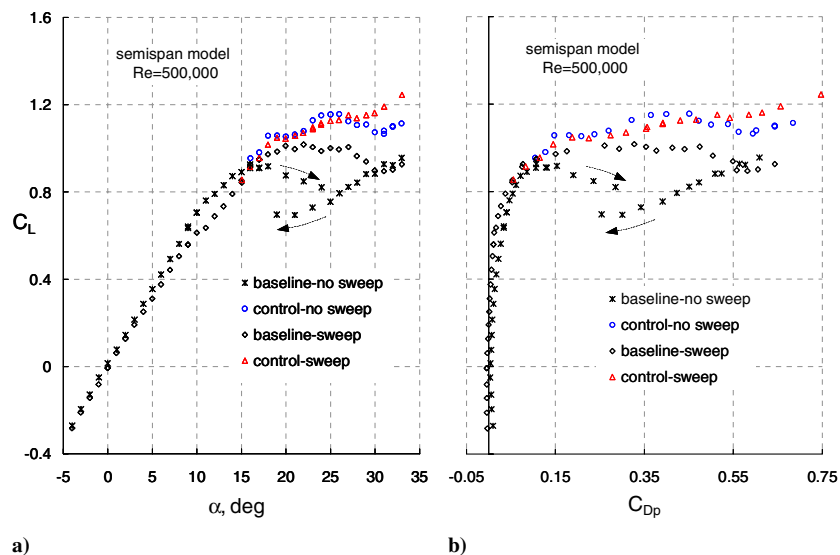 1.6
1.2
0.8
0.4
0
-0.4
C_L
semispan model
Re=500,000
baseline-no sweep
control-no sweep
baseline-sweep
control-sweep
-5 0 5 10 15 20 25 30 35
α, deg
a)
semispan model
Re=500,000
baseline-no sweep
control-no sweep
baseline-sweep
control-sweep
-0.05 0.15 0.35 0.55 0.75
C_Dp
b)